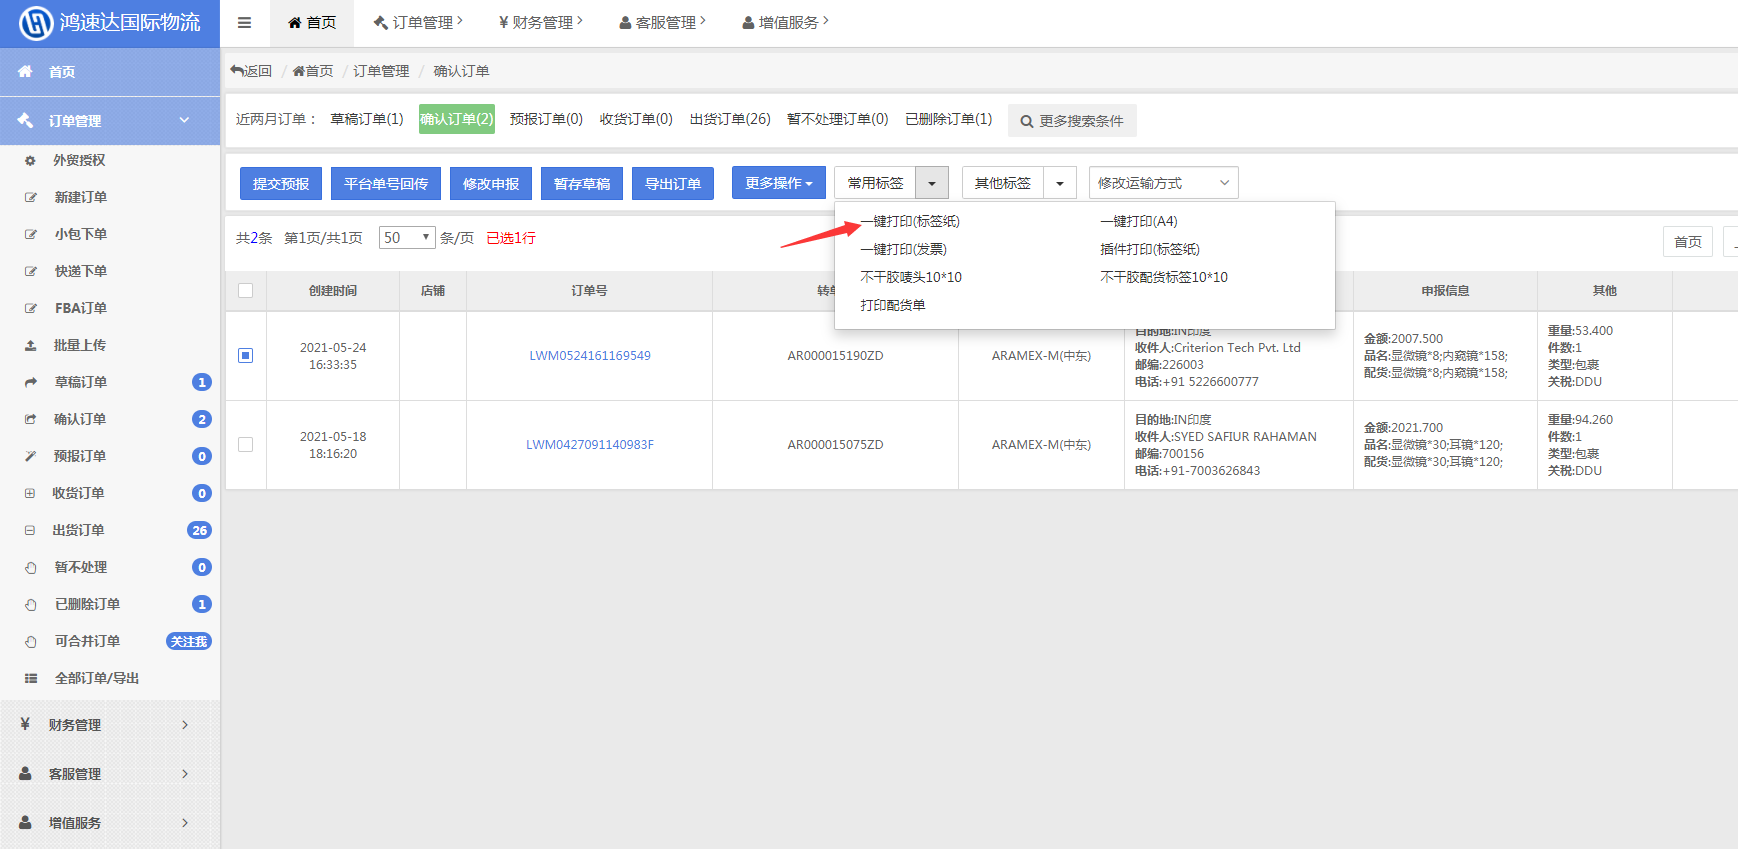 鸿速达国际物流
首页
订单管理
¥ 财务管理
客服管理
增值服务
首页
订单管理
外贸授权
新建订单
小包下单
快递下单
FBA订单
批量上传
草稿订单 1
确认订单 2
预报订单 0
收货订单 0
出货订单 26
暂不处理 0
已删除订单 1
可合并订单 关注我
全部订单/导出
¥ 财务管理
客服管理
增值服务
返回 / 首页 / 订单管理 / 确认订单
近两月订单： 草稿订单(1) 确认订单(2) 预报订单(0) 收货订单(0) 出货订单(26) 暂不处理订单(0) 已删除订单(1) 更多搜索条件
提交预报 平台单号回传 修改申报 暂存草稿 导出订单 更多操作 常用标签 其他标签 修改运输方式
一键打印(标签纸) 一键打印(A4)
一键打印(发票) 插件打印(标签纸)
不干胶唛头10*10 不干胶配货标签10*10
打印配货单
共2条 第1页/共1页 50 条/页 已选1行 首页
创建时间 店铺 订单号 转单 申报信息 其他
2021-05-24
16:33:35
LWM0524161169549
AR000015190ZD
ARAMEX-M(中东)
目的地:IN印度
收件人:Criterion Tech Pvt. Ltd
邮编:226003
电话:+91 5226600777
金额:2007.500
品名:显微镜*8;内窥镜*158;
配货:显微镜*8;内窥镜*158;
重量:53.400
件数:1
类型:包裹
关税:DDU
2021-05-18
18:16:20
LWM0427091140983F
AR000015075ZD
ARAMEX-M(中东)
目的地:IN印度
收件人:SYED SAFIUR RAHAMAN
邮编:700156
电话:+91-7003626843
金额:2021.700
品名:显微镜*30;耳镜*120;
配货:显微镜*30;耳镜*120;
重量:94.260
件数:1
类型:包裹
关税:DDU